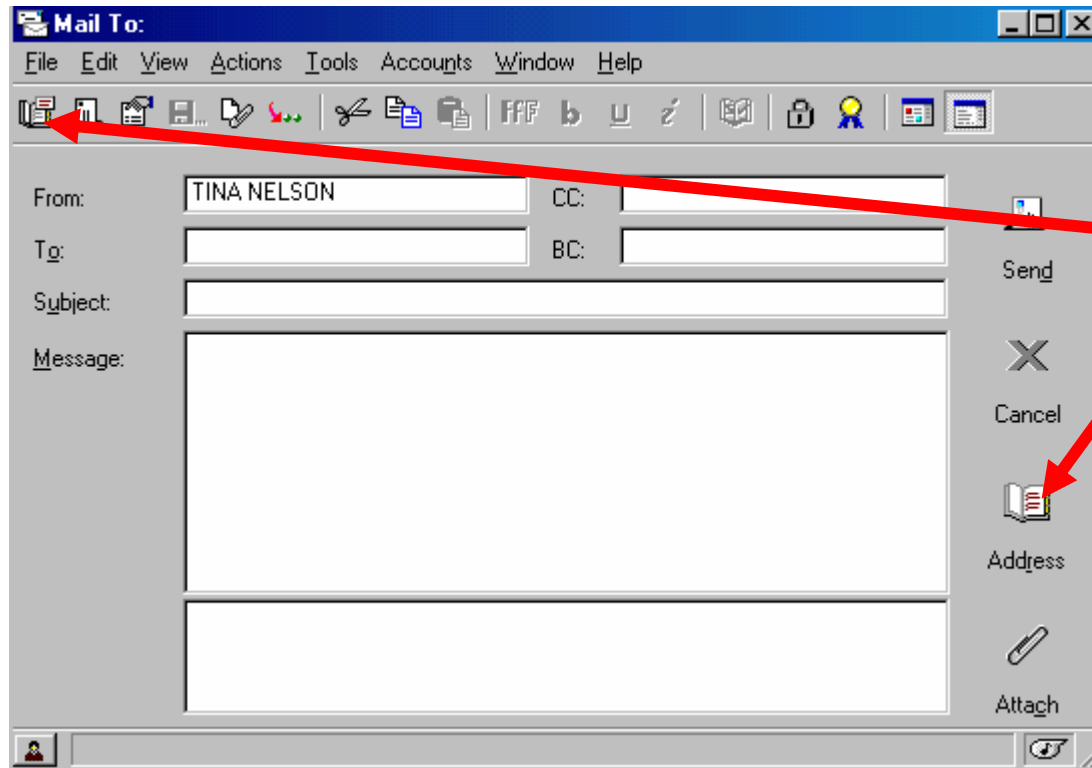 Mail To:
File Edit View Actions Tools Accounts Window Help
FfF b u i
From: TINA NELSON CC:
To: BC:
Send
Subject:
Message:
Cancel
Address
Attach